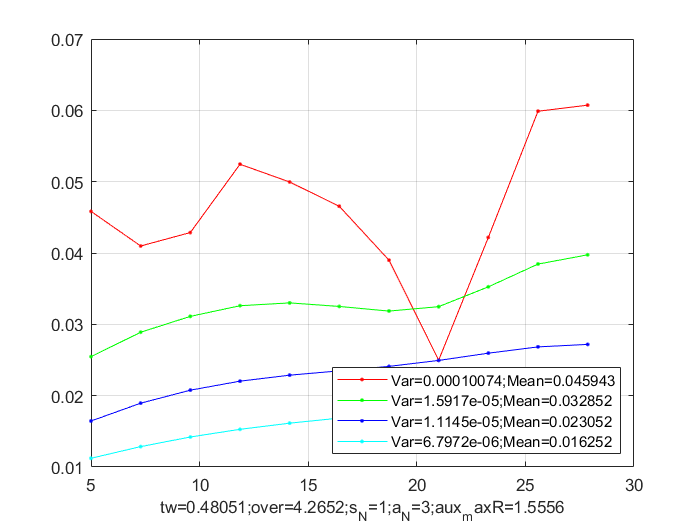 0.07
0.06
0.05
0.04
0.03
0.02
0.01
Var=0.00010074;Mean=0.045943
Var=1.5917e-05;Mean=0.032852
Var=1.1145e-05;Mean=0.023052
Var=6.7972e-06;Mean=0.016252
5 10 15 20 25 30
tw=0.48051;over=4.2652;s_N=1;a_N=3;aux_maxR=1.5556